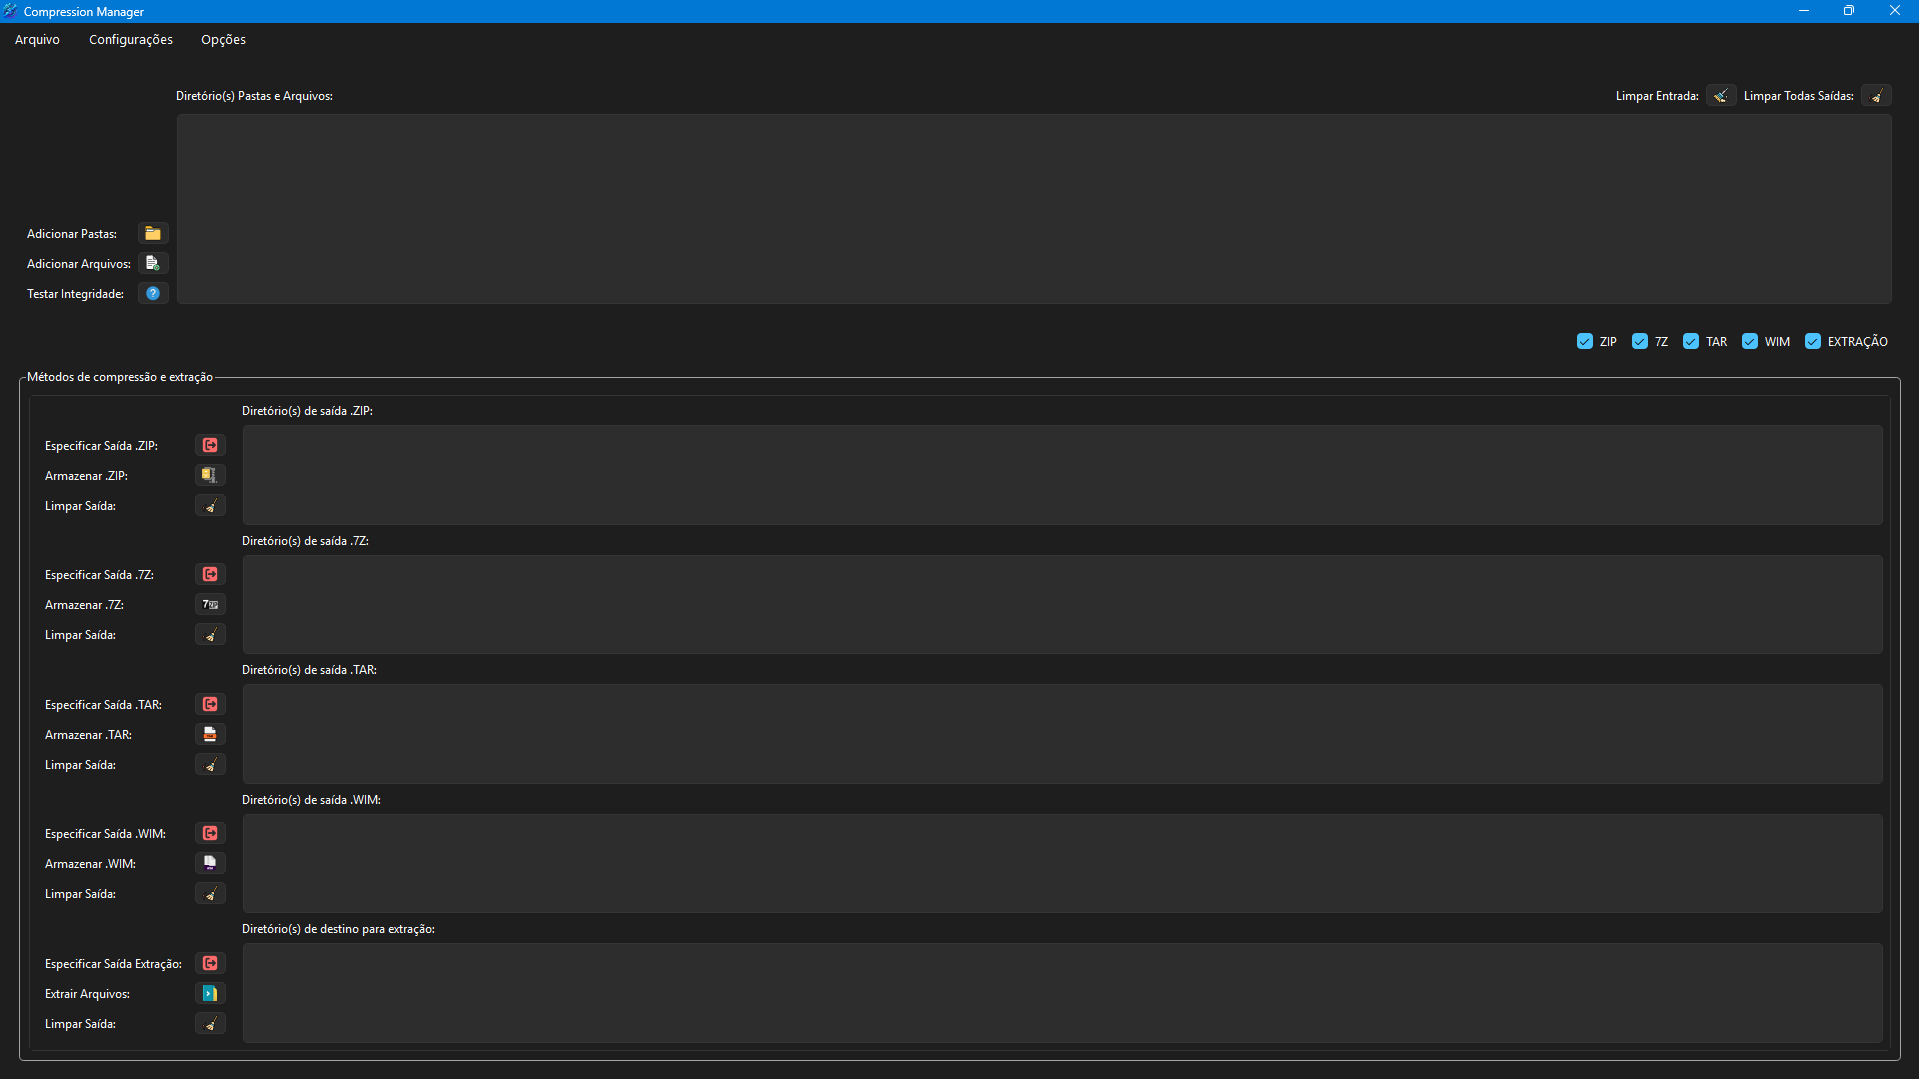 Compression Manager
Arquivo Configurações Opções
Diretório(s) Pastas e Arquivos: Limpar Entrada: Limpar Todas Saídas:
Adicionar Pastas:
Adicionar Arquivos:
Testar Integridade:
ZIP 7Z TAR WIM EXTRAÇÃO
Métodos de compressão e extração
Diretório(s) de saída .ZIP:
Especificar Saída .ZIP:
Armazenar .ZIP:
Limpar Saída:
Diretório(s) de saída .7Z:
Especificar Saída .7Z:
Armazenar .7Z:
Limpar Saída:
Diretório(s) de saída .TAR:
Especificar Saída .TAR:
Armazenar .TAR:
Limpar Saída:
Diretório(s) de saída .WIM:
Especificar Saída .WIM:
Armazenar .WIM:
Limpar Saída:
Diretório(s) de destino para extração:
Especificar Saída Extração:
Extrair Arquivos:
Limpar Saída: